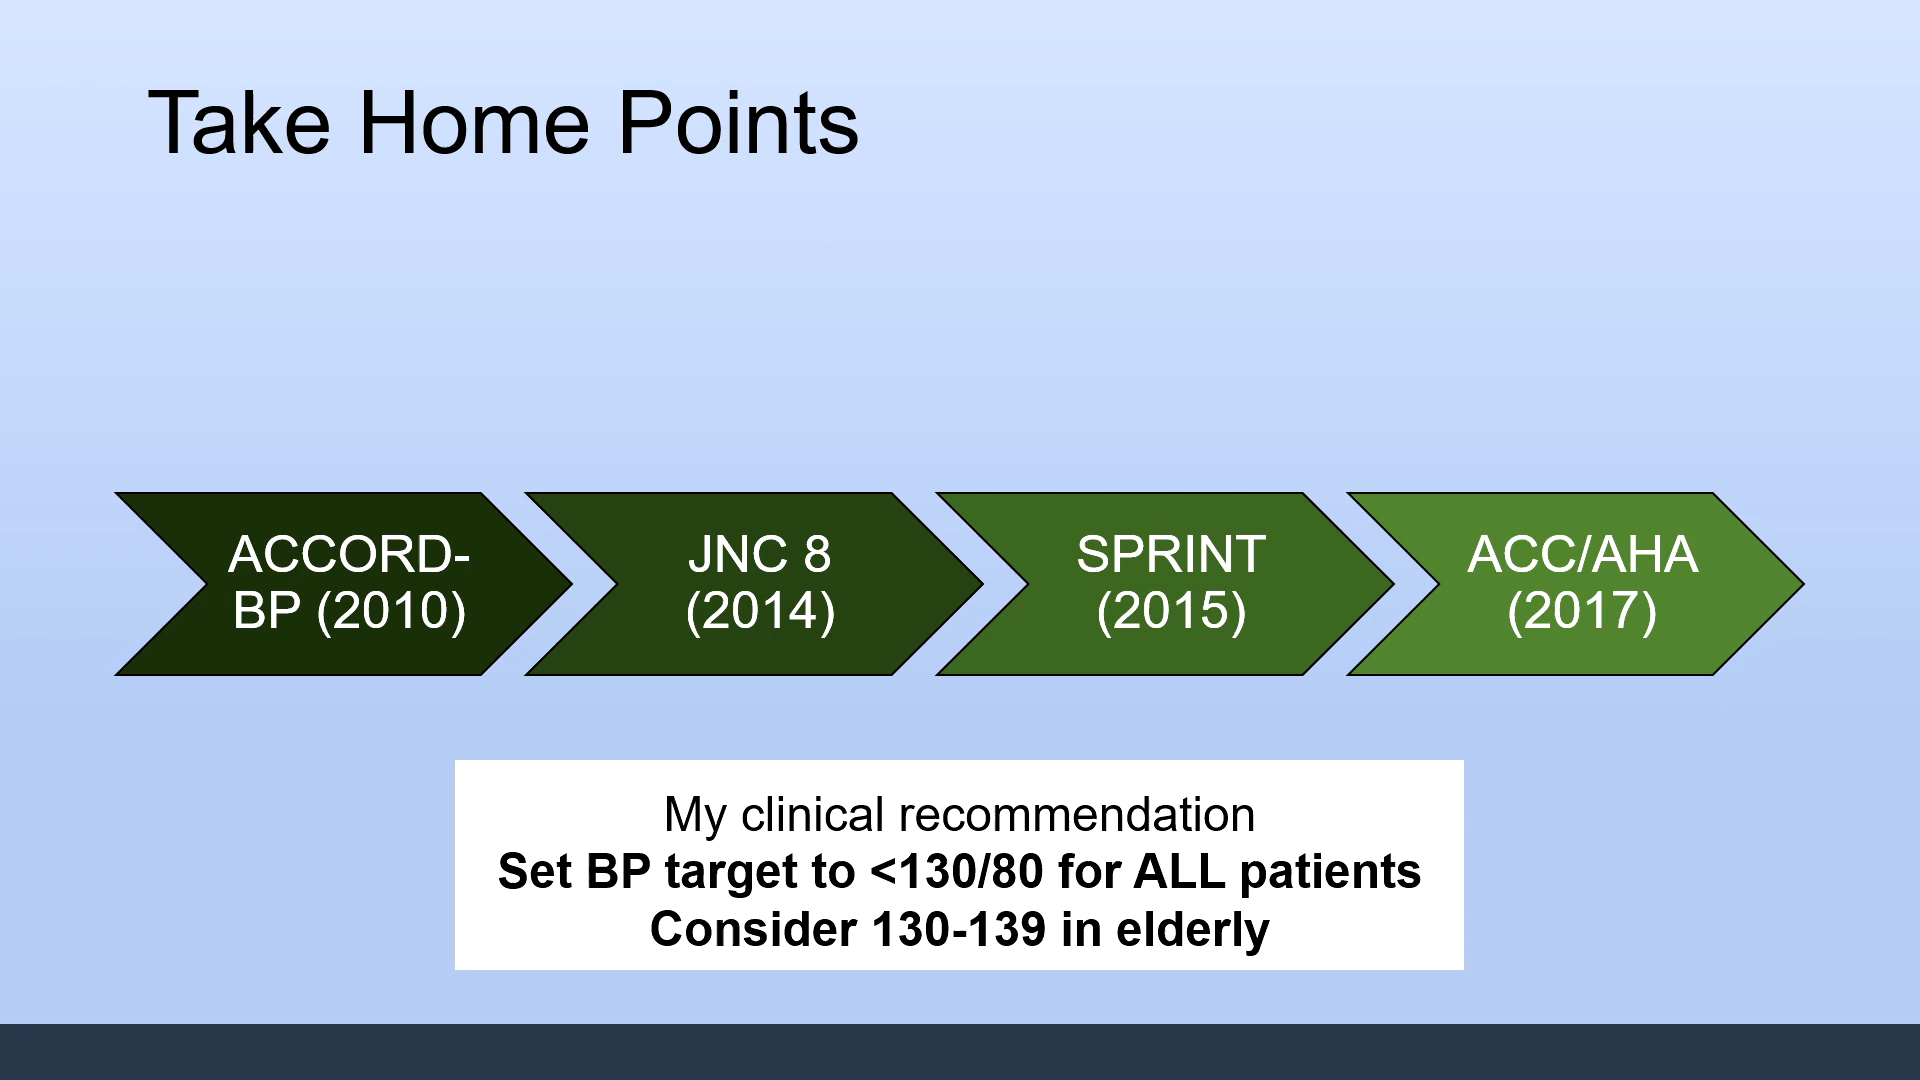 Take Home Points
ACCORD-
BP (2010)
JNC 8
(2014)
SPRINT
(2015)
ACC/AHA
(2017)
My clinical recommendation
Set BP target to <130/80 for ALL patients
Consider 130-139 in elderly